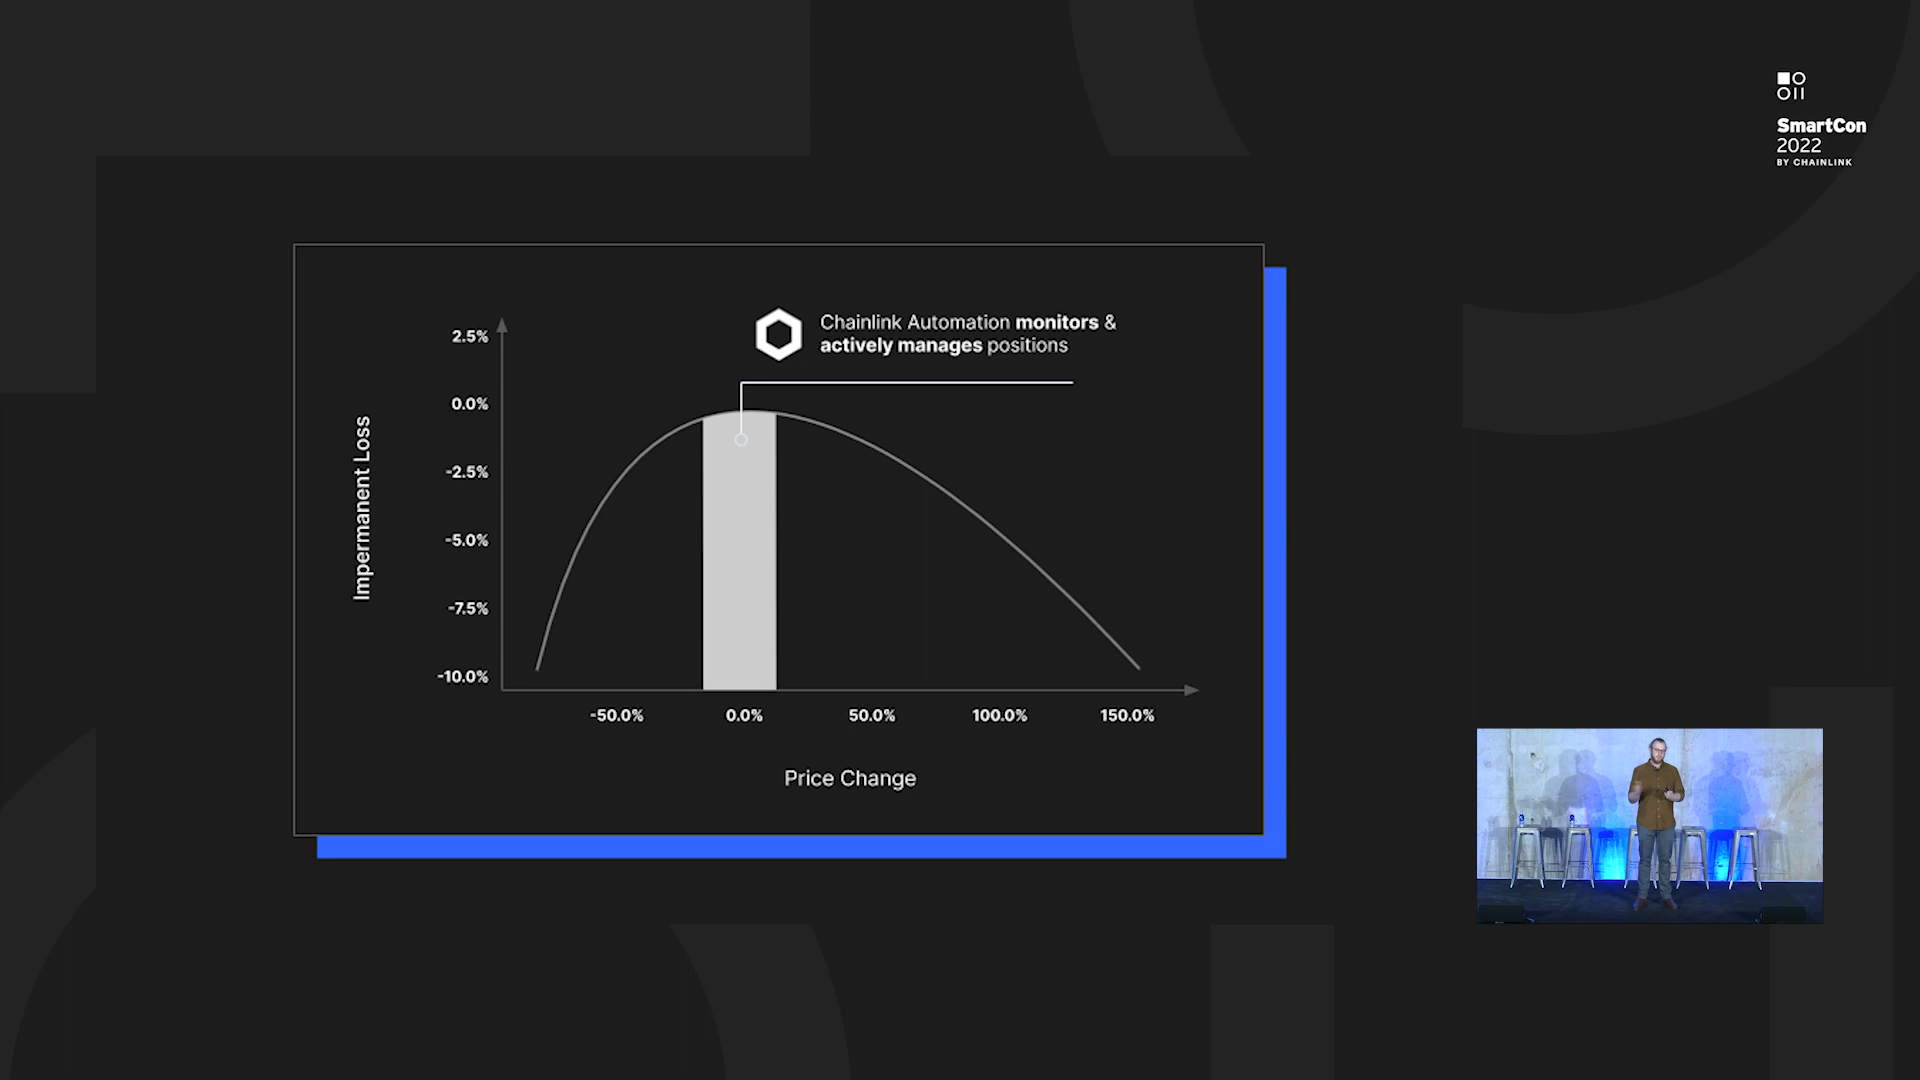 SmartCon
2022
BY CHAINLINK
Chainlink Automation monitors &
actively manages positions
Impermanent Loss
2.5%
0.0%
-2.5%
-5.0%
-7.5%
-10.0%
-50.0%
0.0%
50.0%
100.0%
150.0%
Price Change